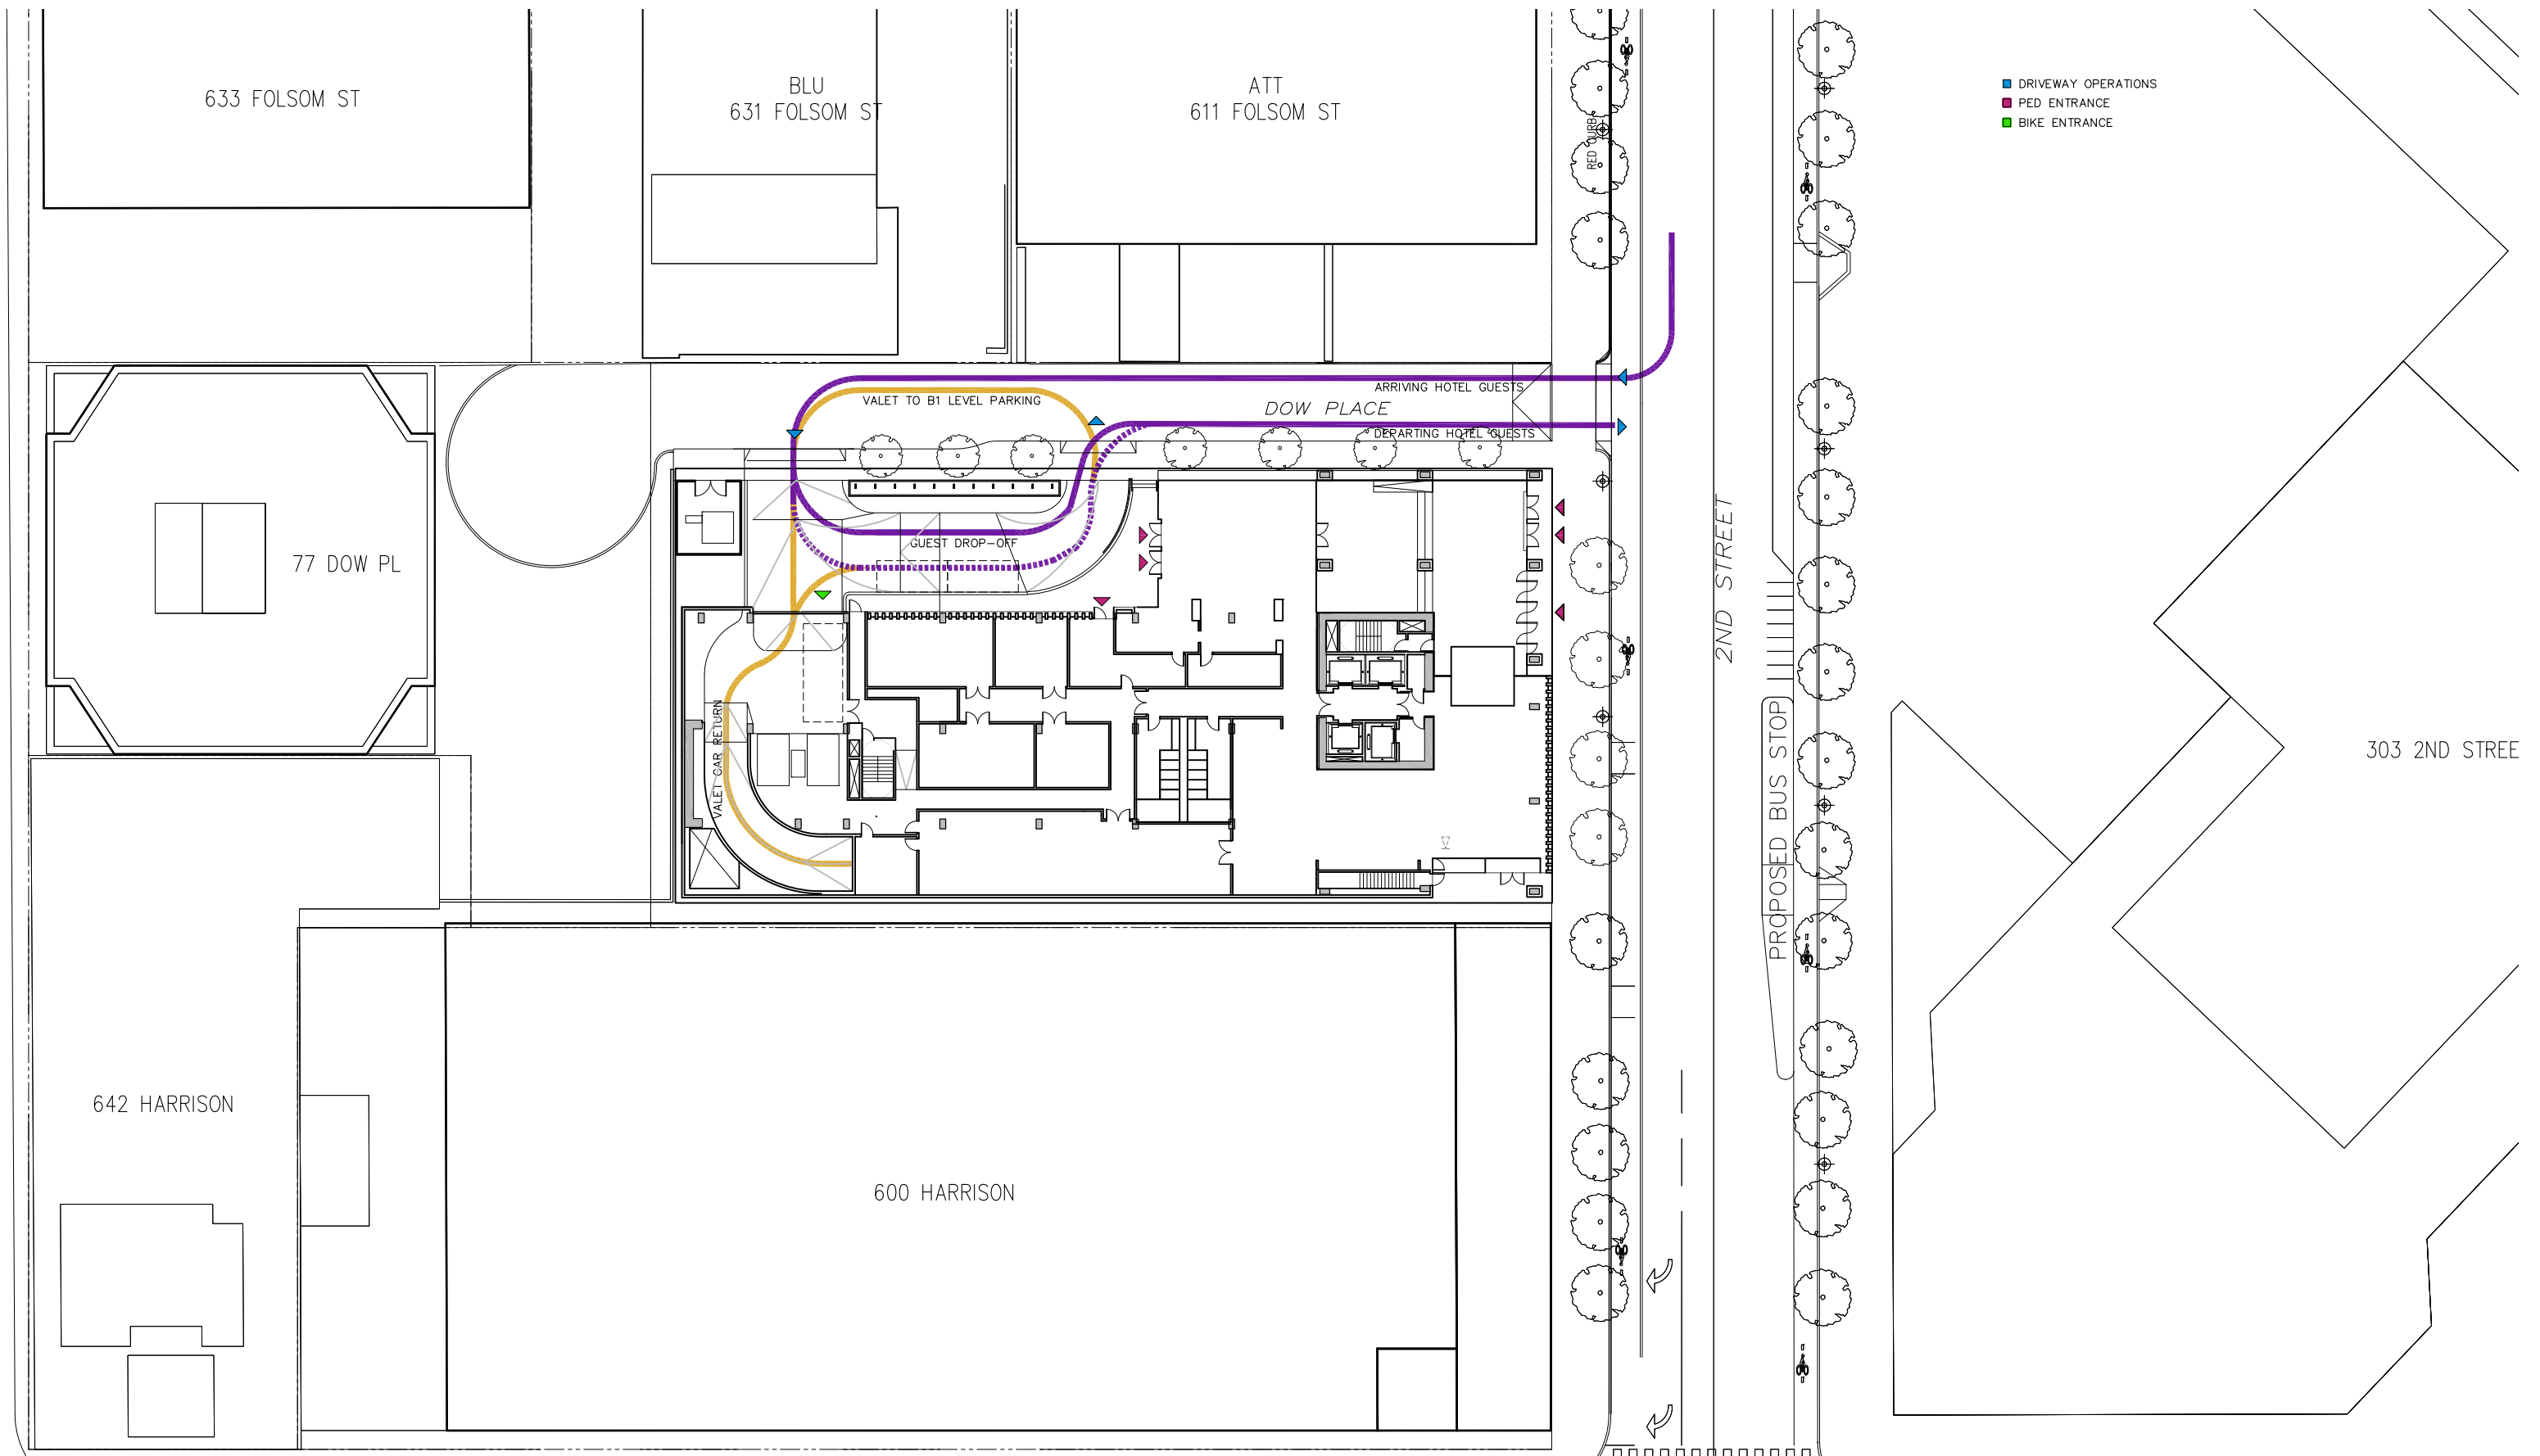 633 FOLSOM ST
BLU
631 FOLSOM ST
ATT
611 FOLSOM ST
RED CURB
DRIVEWAY OPERATIONS
PED ENTRANCE
BIKE ENTRANCE
ARRIVING HOTEL GUESTS
VALET TO B1 LEVEL PARKING
DOW PLACE
DEPARTING HOTEL GUESTS
GUEST DROP-OFF
77 DOW PL
2ND STREET
VALET CAR RETURN
PROPOSED BUS STOP
303 2ND STREE
642 HARRISON
600 HARRISON